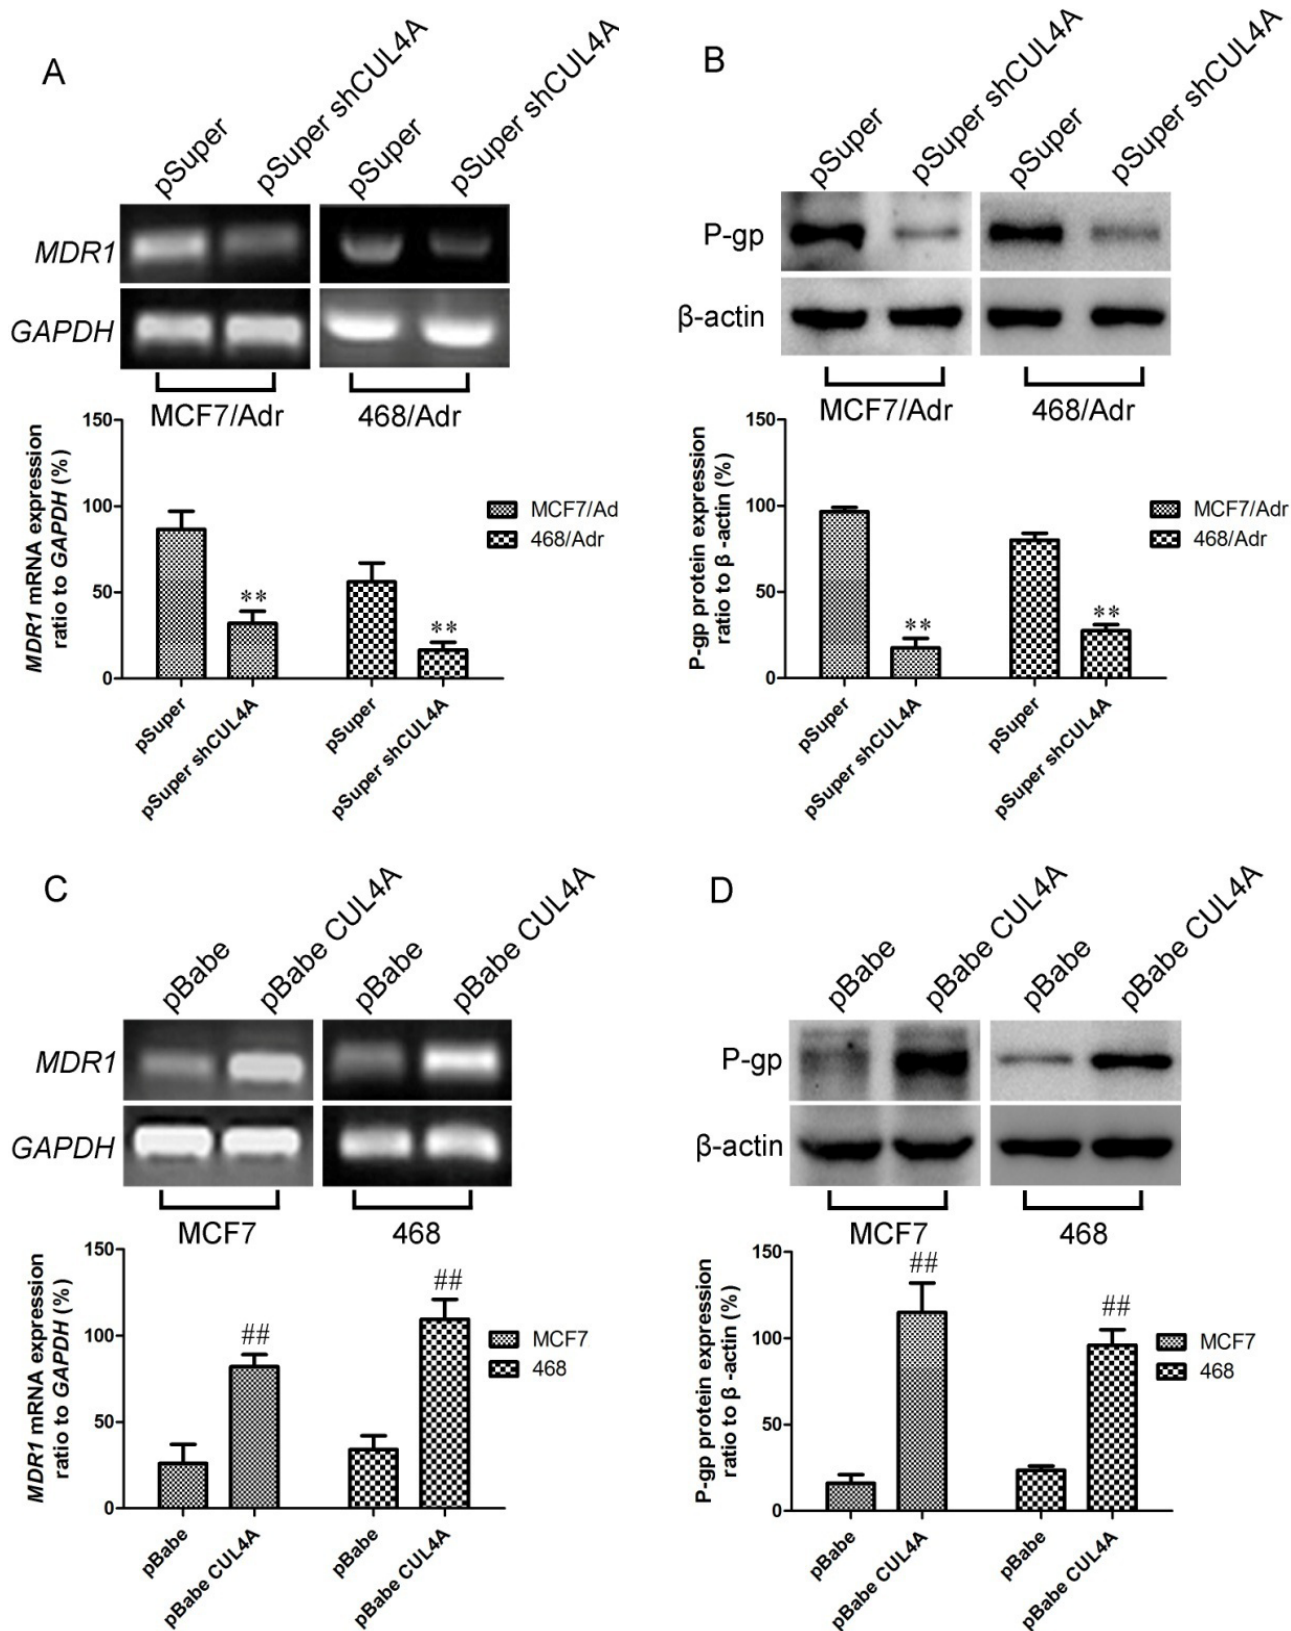 A
pSuper
pSuper shCUL4A
pSuper
pSuper shCUL4A
MDR1
GAPDH
MCF7/Adr
468/Adr
MDR1 mRNA expression
ratio to GAPDH (%)
150
100
50
0
**
**
pSuper
pSuper shCUL4A
pSuper
pSuper shCUL4A
MCF7/Ad
468/Adr
B
pSuper
pSuper shCUL4A
pSuper
pSuper shCUL4A
P-gp
β-actin
MCF7/Adr
468/Adr
P-gp protein expression
ratio to β -actin (%)
150
100
50
0
**
**
pSuper
pSuper shCUL4A
pSuper
pSuper shCUL4A
MCF7/Adr
468/Adr
C
pBabe
pBabe CUL4A
pBabe
pBabe CUL4A
MDR1
GAPDH
MCF7
468
MDR1 mRNA expression
ratio to GAPDH (%)
150
100
50
0
##
##
pBabe
pBabe CUL4A
pBabe
pBabe CUL4A
MCF7
468
D
pBabe
pBabe CUL4A
pBabe
pBabe CUL4A
P-gp
β-actin
MCF7
468
P-gp protein expression
ratio to β -actin (%)
150
100
50
0
##
##
pBabe
pBabe CUL4A
pBabe
pBabe CUL4A
MCF7
468